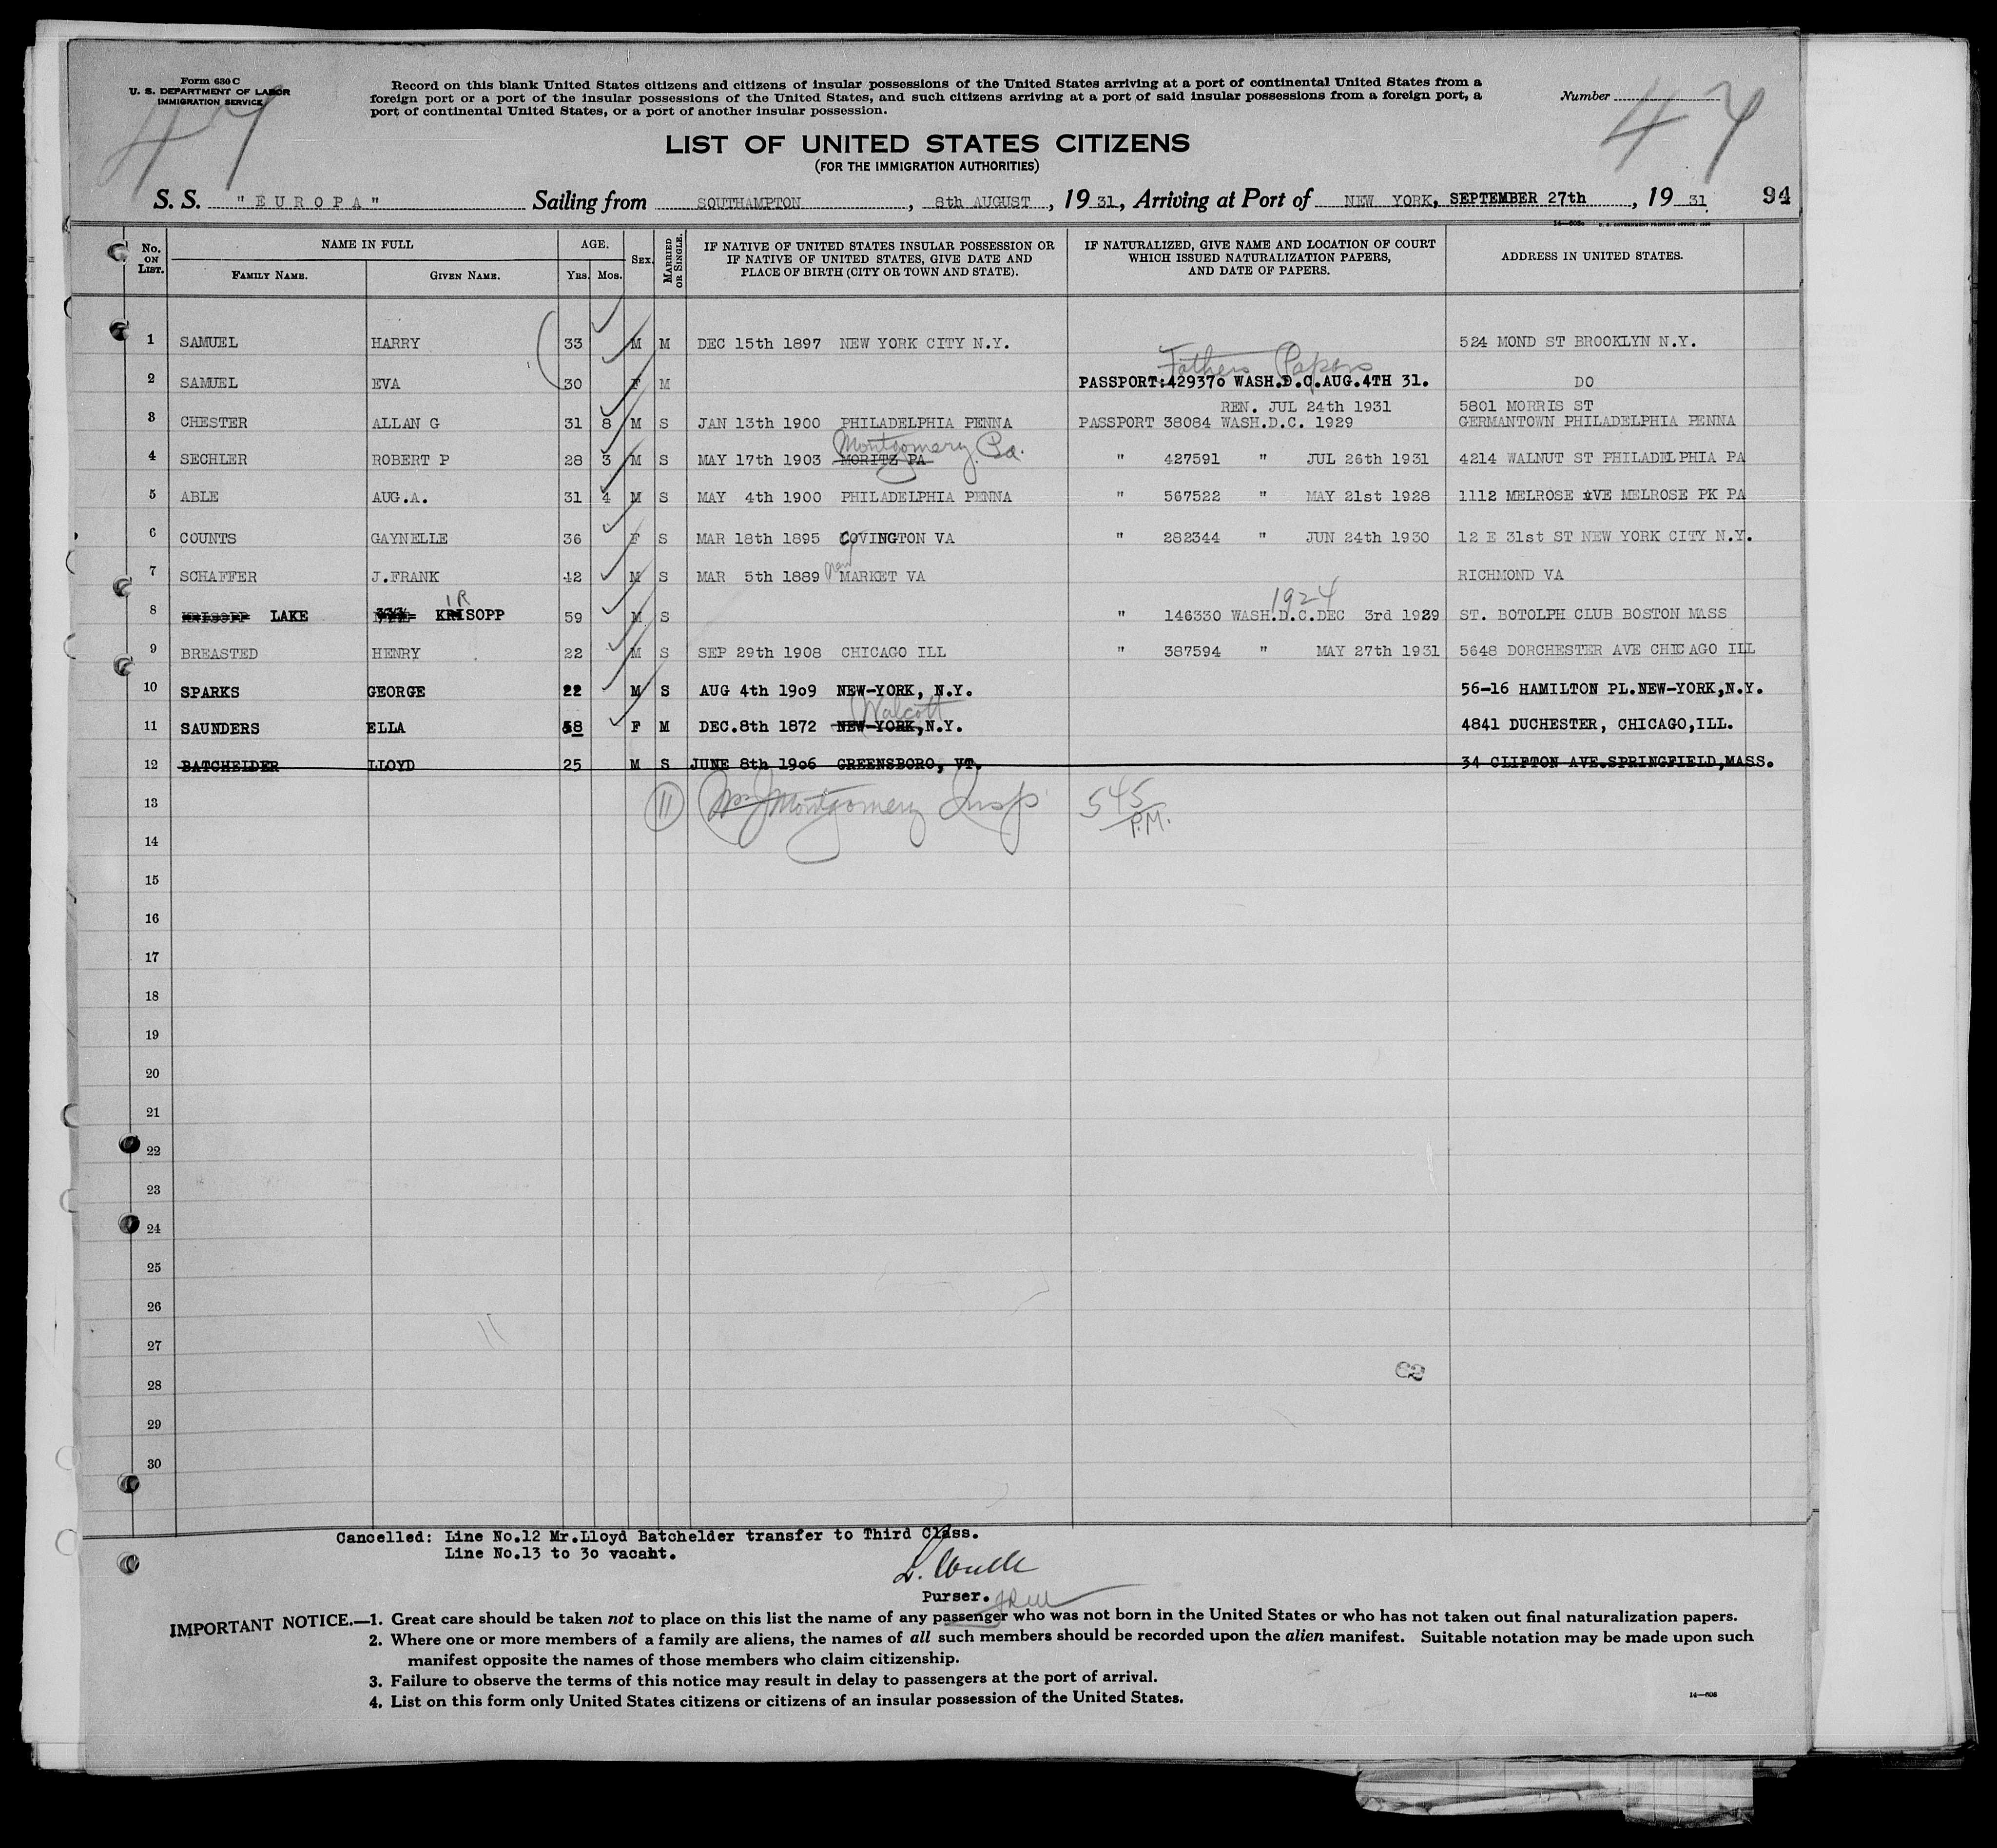 Form 630 C
U. S. DEPARTMENT OF LABOR
IMMIGRATION SERVICE
47
Record on this blank United States citizens and citizens of insular possessions of the United States arriving at a port of continental United States from a
foreign port or a port of the insular possessions of the United States, and such citizens arriving at a port of said insular possessions from a foreign port, a
port of continental United States, or a port of another insular possession.
Number
47
LIST OF UNITED STATES CITIZENS
(FOR THE IMMIGRATION AUTHORITIES)
S. S. "EUROPA" Sailing from SOUTHAMPTON, 8th AUGUST, 1931, Arriving at Port of NEW YORK, SEPTEMBER 27th, 1931 94
No. ON LIST. NAME IN FULL FAMILY NAME. GIVEN NAME. AGE. YRS. MOS. SEX. MARRIED OR SINGLE. IF NATIVE OF UNITED STATES INSULAR POSSESSION OR IF NATIVE OF UNITED STATES, GIVE DATE AND PLACE OF BIRTH (CITY OR TOWN AND STATE). IF NATURALIZED, GIVE NAME AND LOCATION OF COURT WHICH ISSUED NATURALIZATION PAPERS, AND DATE OF PAPERS. ADDRESS IN UNITED STATES.
1 SAMUEL HARRY 33 M M DEC 15th 1897 NEW YORK CITY N.Y. 524 MOND ST BROOKLYN N.Y.
Fathers Papers
2 SAMUEL EVA 30 F M PASSPORT:429370 WASH.D.C.AUG.4TH 31. DO
REN. JUL 24th 1931 5801 MORRIS ST
3 CHESTER ALLAN G 31 8 M S JAN 13th 1900 PHILADELPHIA PENNA PASSPORT 38084 WASH.D.C. 1929 GERMANTOWN PHILADELPHIA PENNA
Montgomery Pa.
4 SECHLER ROBERT P 28 3 M S MAY 17th 1903 MORITZ PA " 427591 " JUL 26th 1931 4214 WALNUT ST PHILADELPHIA PA
5 ABLE AUG.A. 31 4 M S MAY 4th 1900 PHILADELPHIA PENNA " 567522 " MAY 21st 1928 1112 MELROSE AVE MELROSE PK PA
6 COUNTS GAYNELLE 36 F S MAR 18th 1895 COVINGTON VA " 282344 " JUN 24th 1930 12 E 31st ST NEW YORK CITY N.Y.
7 SCHAFFER J.FRANK 42 M S MAR 5th 1889 New MARKET VA RICHMOND VA
IR 1924
8 KRISOPP LAKE KRISOPP 59 M S " 146330 WASH.D.C.DEC 3rd 1929 ST. BOTOLPH CLUB BOSTON MASS
9 BREASTED HENRY 22 M S SEP 29th 1908 CHICAGO ILL " 387594 " MAY 27th 1931 5648 DORCHESTER AVE CHICAGO ILL
10 SPARKS GEORGE 22 M S AUG 4th 1909 NEW-YORK, N.Y. 56-16 HAMILTON PL.NEW-YORK,N.Y.
Walcott
11 SAUNDERS ELLA 58 F M DEC.8th 1872 NEW-YORK,N.Y. 4841 DUCHESTER, CHICAGO,ILL.
12 BATCHELDER LLOYD 25 M S JUNE 8th 1906 GREENSBORO, VT. 34 CLIFTON AVE.SPRINGFIELD,MASS.
13 11 Wm J Montgomery Insp 545 P.M.
14
15
16
17
18
19
20
21
22
23
24
25
26
27
28
29
30
62
Cancelled: Line No.12 Mr.Lloyd Batchelder transfer to Third Class.
Line No.13 to 30 vacant.
Purser.
IMPORTANT NOTICE.—1. Great care should be taken not to place on this list the name of any passenger who was not born in the United States or who has not taken out final naturalization papers.
2. Where one or more members of a family are aliens, the names of all such members should be recorded upon the alien manifest. Suitable notation may be made upon such
manifest opposite the names of those members who claim citizenship.
3. Failure to observe the terms of this notice may result in delay to passengers at the port of arrival.
4. List on this form only United States citizens or citizens of an insular possession of the United States.
14—608